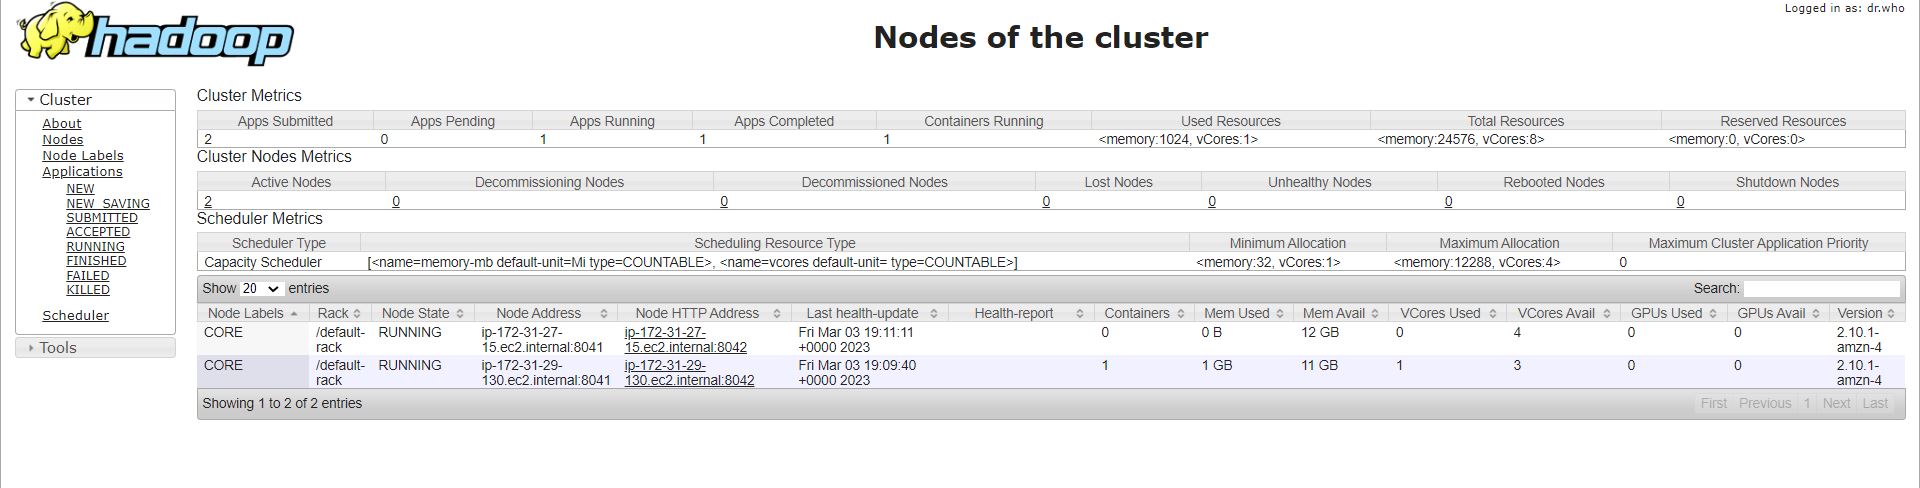 Logged in as: dr.who
hadoop
Nodes of the cluster
Cluster
About
Nodes
Node Labels
Applications
NEW
NEW_SAVING
SUBMITTED
ACCEPTED
RUNNING
FINISHED
FAILED
KILLED
Scheduler
Tools
Cluster Metrics
Apps Submitted Apps Pending Apps Running Apps Completed Containers Running Used Resources Total Resources Reserved Resources
2 0 1 1 1 <memory:1024, vCores:1> <memory:24576, vCores:8> <memory:0, vCores:0>
Cluster Nodes Metrics
Active Nodes Decommissioning Nodes Decommissioned Nodes Lost Nodes Unhealthy Nodes Rebooted Nodes Shutdown Nodes
2 0 0 0 0 0 0
Scheduler Metrics
Scheduler Type Scheduling Resource Type Minimum Allocation Maximum Allocation Maximum Cluster Application Priority
Capacity Scheduler [<name=memory-mb default-unit=Mi type=COUNTABLE>, <name=vcores default-unit= type=COUNTABLE>] <memory:32, vCores:1> <memory:12288, vCores:4> 0
Show 20 entries Search:
Node Labels Rack Node State Node Address Node HTTP Address Last health-update Health-report Containers Mem Used Mem Avail VCores Used VCores Avail GPUs Used GPUs Avail Version
CORE /default- RUNNING ip-172-31-27- ip-172-31-27- Fri Mar 03 19:11:11 0 0 B 12 GB 0 4 0 0 2.10.1-
rack 15.ec2.internal:8041 15.ec2.internal:8042 +0000 2023 amzn-4
CORE /default- RUNNING ip-172-31-29- ip-172-31-29- Fri Mar 03 19:09:40 1 1 GB 11 GB 1 3 0 0 2.10.1-
rack 130.ec2.internal:8041 130.ec2.internal:8042 +0000 2023 amzn-4
Showing 1 to 2 of 2 entries First Previous 1 Next Last